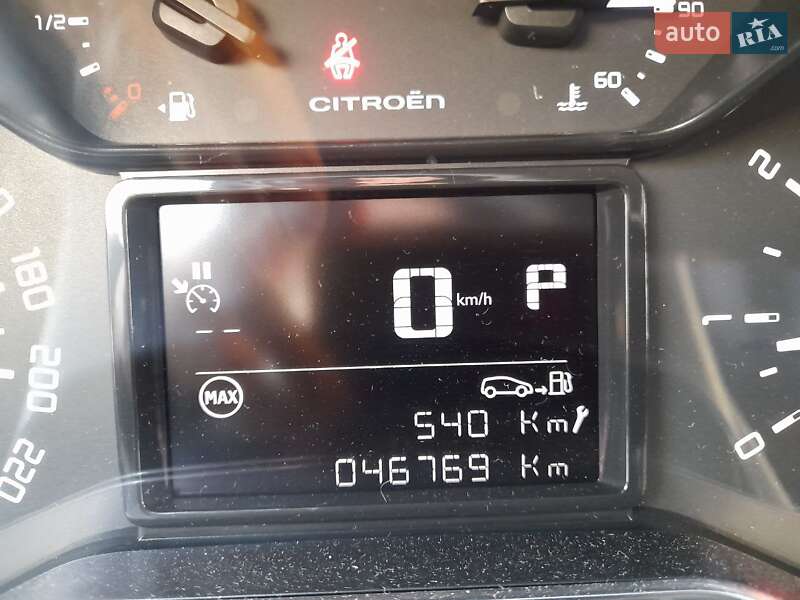 1/2
90
auto RIA
.com
0
60
CITROËN
180
200
220
2
1
0
0 km/h
P
-- --
MAX
540 Km
046769 Km